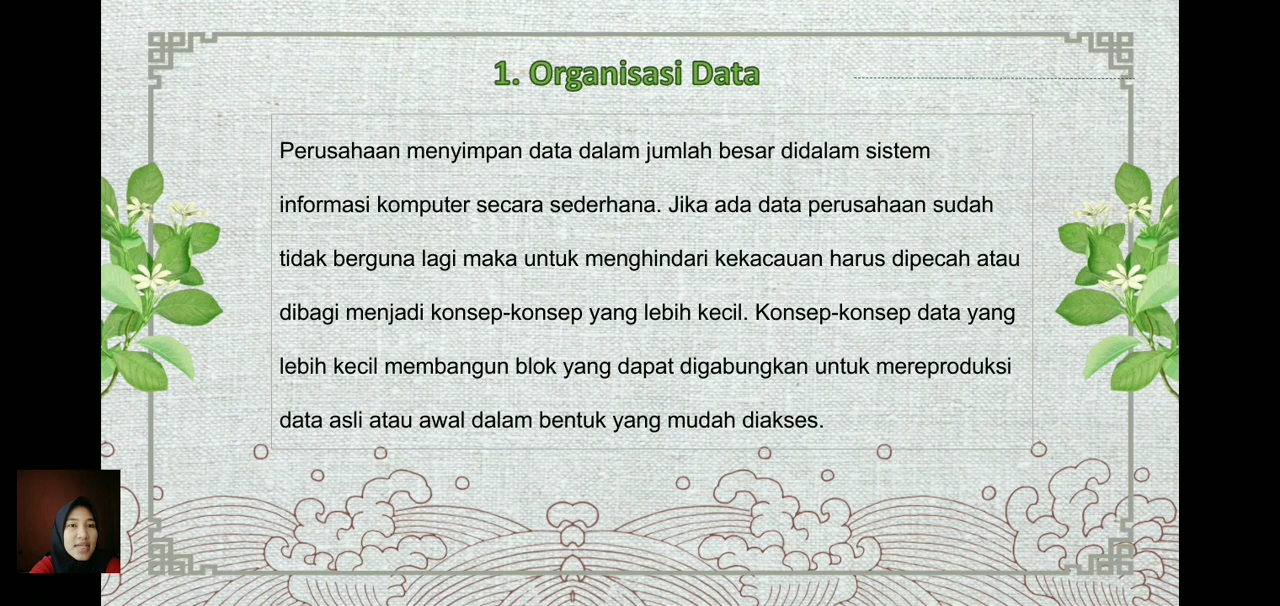 1. Organisasi Data
Perusahaan menyimpan data dalam jumlah besar didalam sistem
informasi komputer secara sederhana. Jika ada data perusahaan sudah
tidak berguna lagi maka untuk menghindari kekacauan harus dipecah atau
dibagi menjadi konsep-konsep yang lebih kecil. Konsep-konsep data yang
lebih kecil membangun blok yang dapat digabungkan untuk mereproduksi
data asli atau awal dalam bentuk yang mudah diakses.